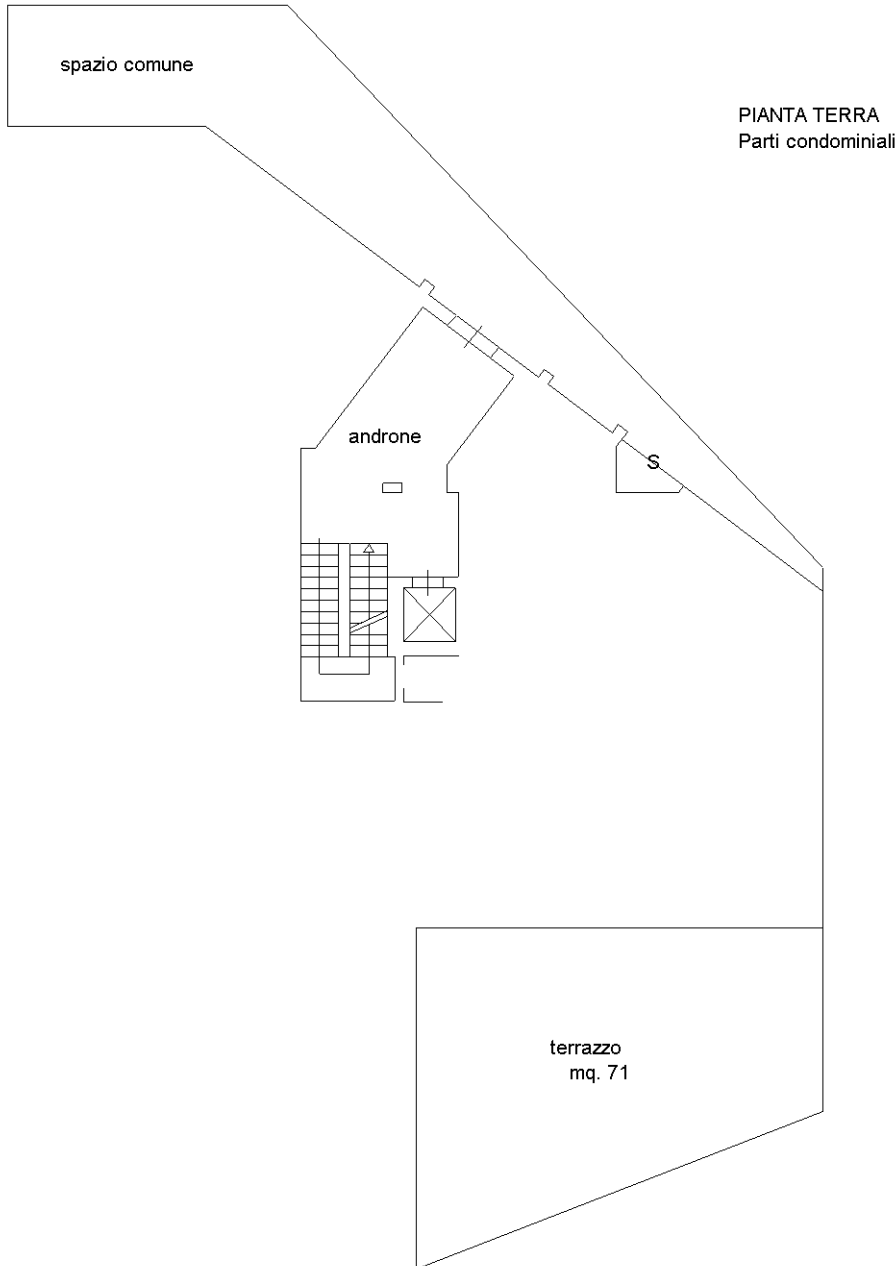 spazio comune
PIANTA TERRA
Parti condominiali
androne
S
terrazzo
mq. 71